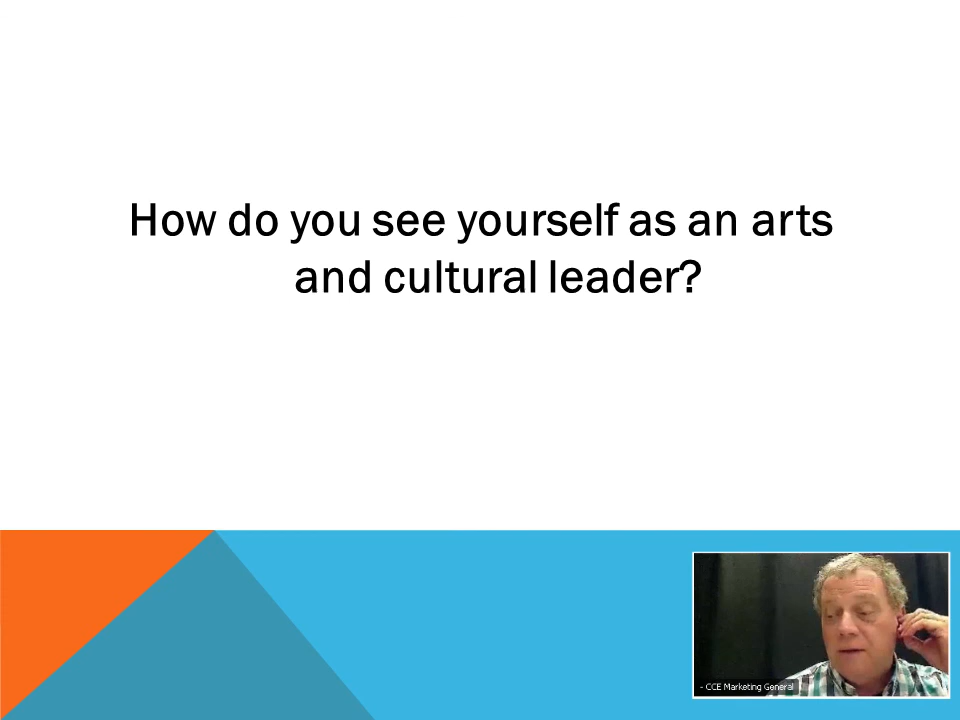 How do you see yourself as an arts
and cultural leader?
- CCE Marketing General